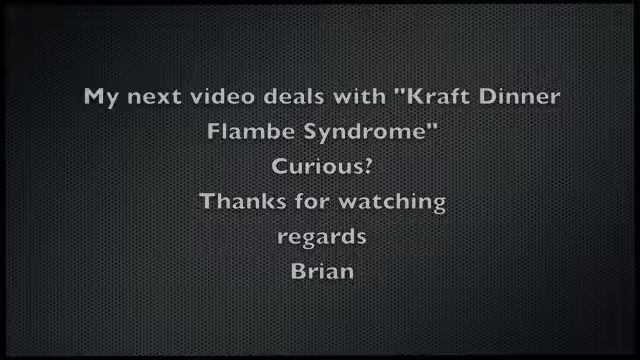 My next video deals with "Kraft Dinner
Flambe Syndrome"
Curious?
Thanks for watching
regards
Brian